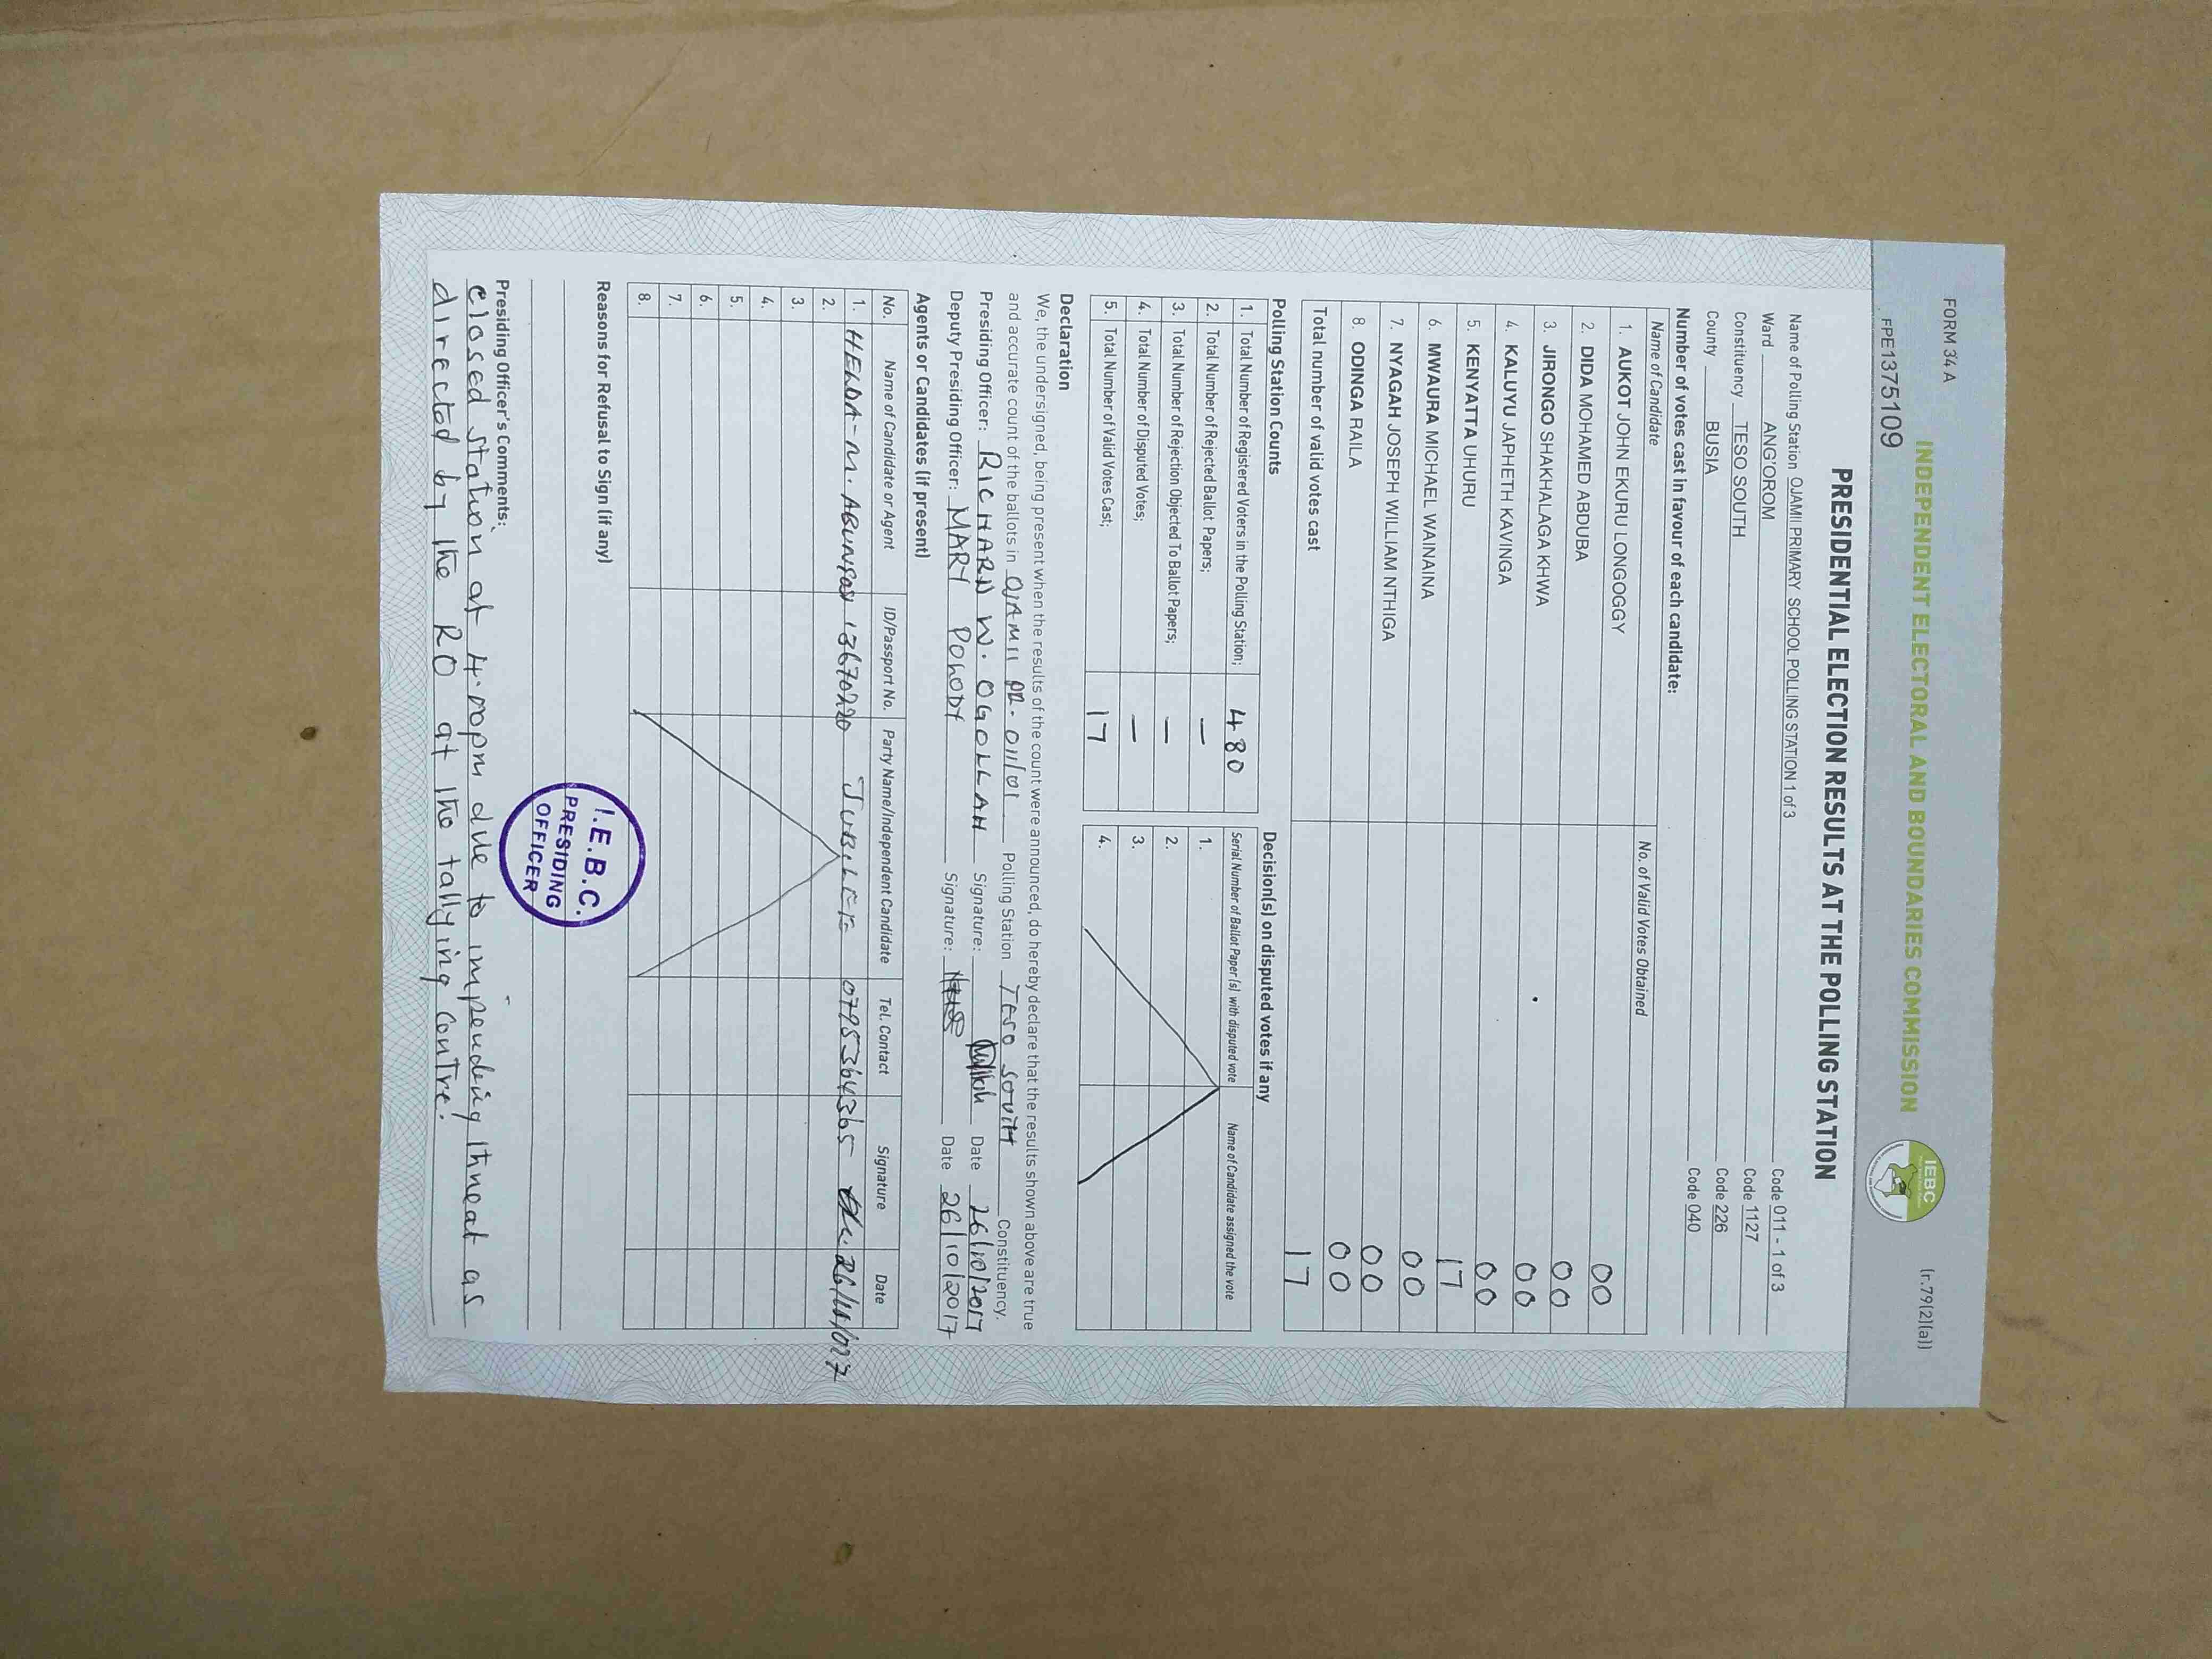 FORM 34 A
(r.79(2)(a))
INDEPENDENT ELECTORAL AND BOUNDARIES COMMISSION
IEBC
FPE1375109
PRESIDENTIAL ELECTION RESULTS AT THE POLLING STATION
Name of Polling Station OJAMII PRIMARY SCHOOL POLLING STATION 1 of 3 Code 011 - 1 of 3
Ward ANG'OROM Code 1127
Constituency TESO SOUTH Code 226
County BUSIA Code 040
Number of votes cast in favour of each candidate:
Name of Candidate No. of Valid Votes Obtained
1. AUKOT JOHN EKURU LONGOGGY 00
2. DIDA MOHAMED ABDUBA 00
3. JIRONGO SHAKHALAGA KHWA 00
4. KALUYU JAPHETH KAVINGA 00
5. KENYATTA UHURU 17
6. MWAURA MICHAEL WAINAINA 00
7. NYAGAH JOSEPH WILLIAM NTHIGA 00
8. ODINGA RAILA 00
Total number of valid votes cast 17
Polling Station Counts
1. Total Number of Registered Voters in the Polling Station; 480
2. Total Number of Rejected Ballot Papers; –
3. Total Number of Rejection Objected To Ballot Papers; –
4. Total Number of Disputed Votes; –
5. Total Number of Valid Votes Cast; 17
Decision(s) on disputed votes if any
Serial Number of Ballot Paper(s) with disputed vote Name of Candidate assigned the vote
1.
2.
3.
4.
Declaration
We, the undersigned, being present when the results of the count were announced, do hereby declare that the results shown above are true
and accurate count of the ballots in OJAMII PR. 011/01 Polling Station TESO SOUTH Constituency.
Presiding Officer: RICHARD W. OGOLLAH Signature: Date 26/10/2017
Deputy Presiding Officer: MARY Signature: Date 26/10/2017
Agents or Candidates (if present)
No. Name of Candidate or Agent ID/Passport No. Party Name/Independent Candidate Tel. Contact Signature Date
1. HELDA M. 13670220 JUBILEE 0795364365 26/10/2017
2.
3.
4.
5.
6.
7.
8.
Reasons for Refusal to Sign (if any)
I.E.B.C.
PRESIDING
OFFICER
Presiding Officer's Comments:
closed station at 4.00pm due to impending threat as
directed by the RO at the tallying centre.